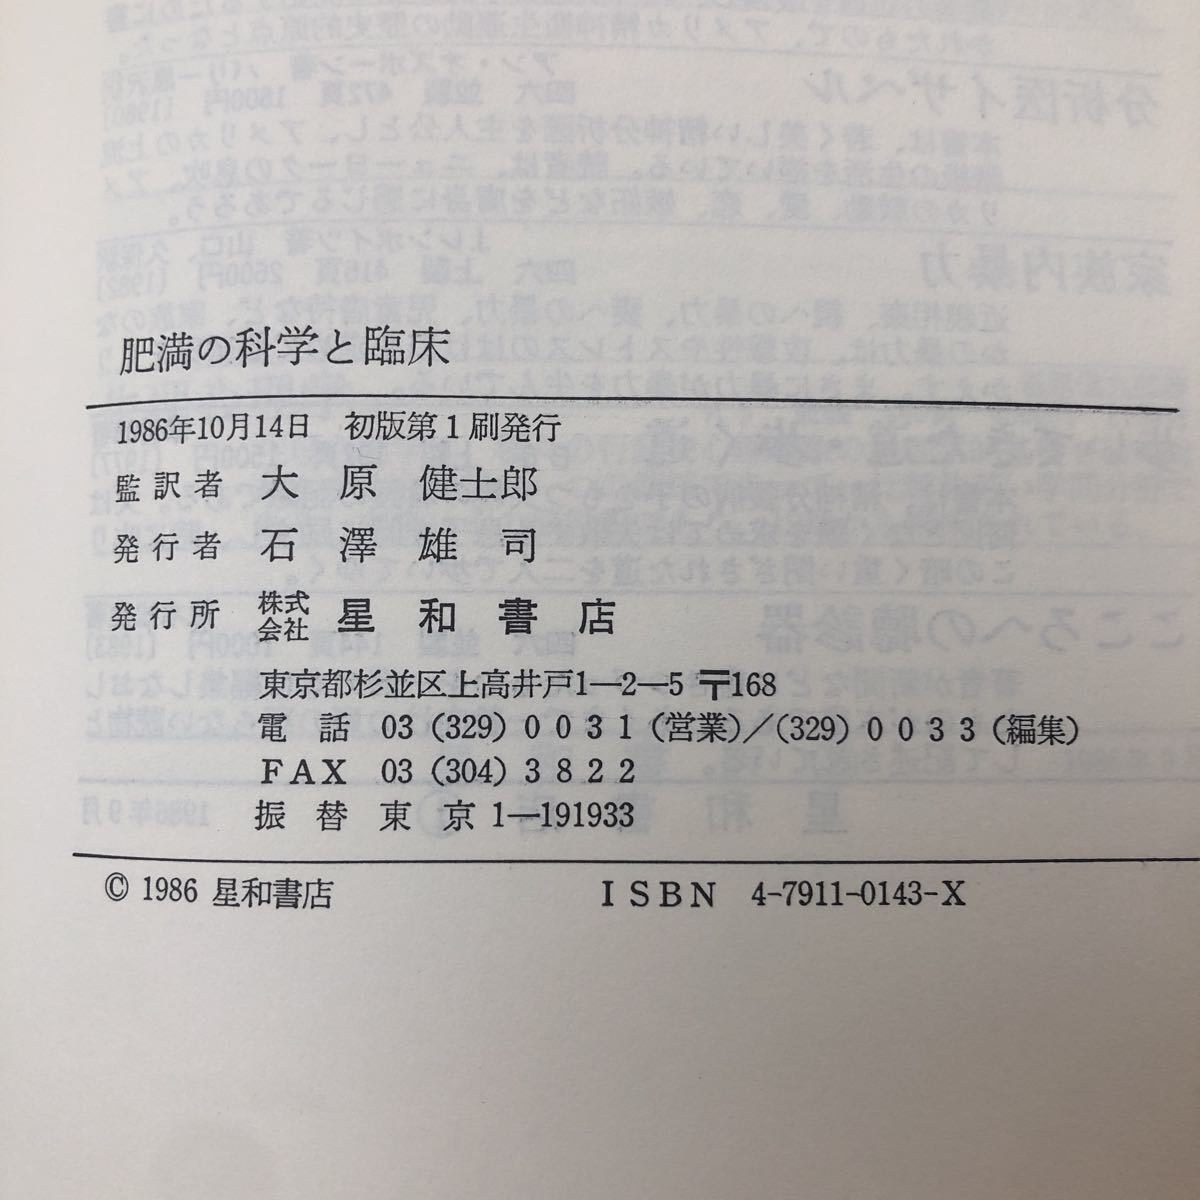 肥満の科学と臨床
1986年10月14日 初版第1刷発行
監訳者 大原 健士郎
発行者 石澤雄司
発行所 株式会社 星和書店
東京都杉並区上高井戸1―2―5 〒168
電話 03 (329) 0031 (営業)／(329) 0033 (編集)
FAX 03 (304) 3822
振替東京 1―191933
© 1986 星和書店
ISBN 4-7911-0143-X